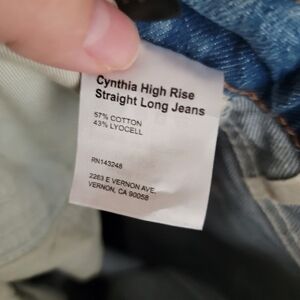 Cynthia High Rise
Straight Long Jeans
57% COTTON
43% LYOCELL
RN143248
2263 E VERNON AVE.
VERNON, CA 90058